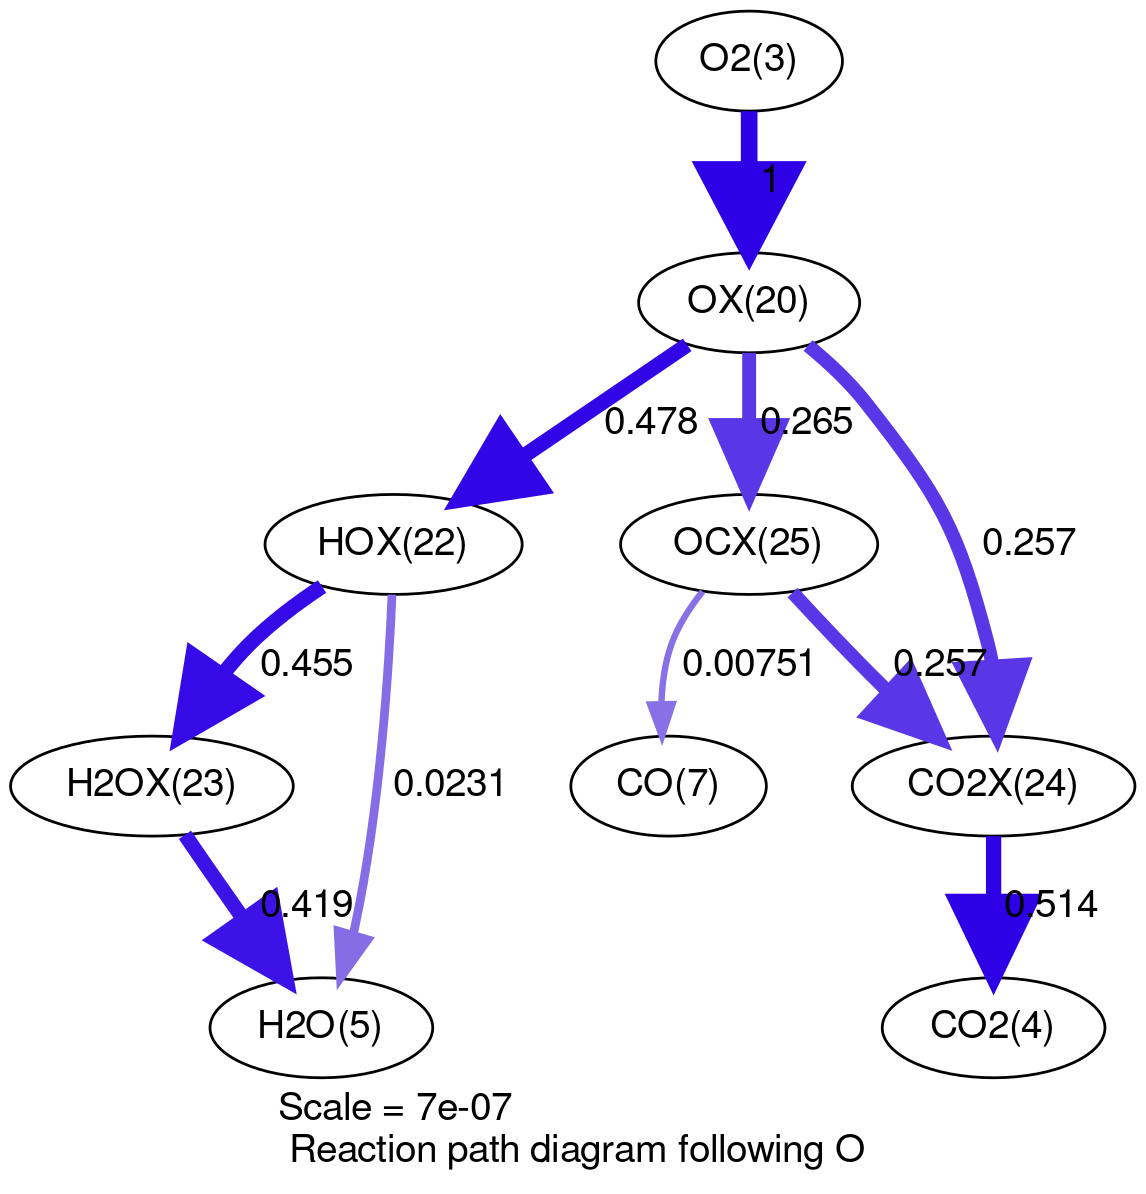 O2(3)
1
OX(20)
0.478
0.265
0.257
HOX(22)
OCX(25)
0.455
0.00751
0.257
H2OX(23)
0.0231
CO(7)
CO2X(24)
0.419
0.514
H2O(5)
CO2(4)
Scale = 7e-07
Reaction path diagram following O